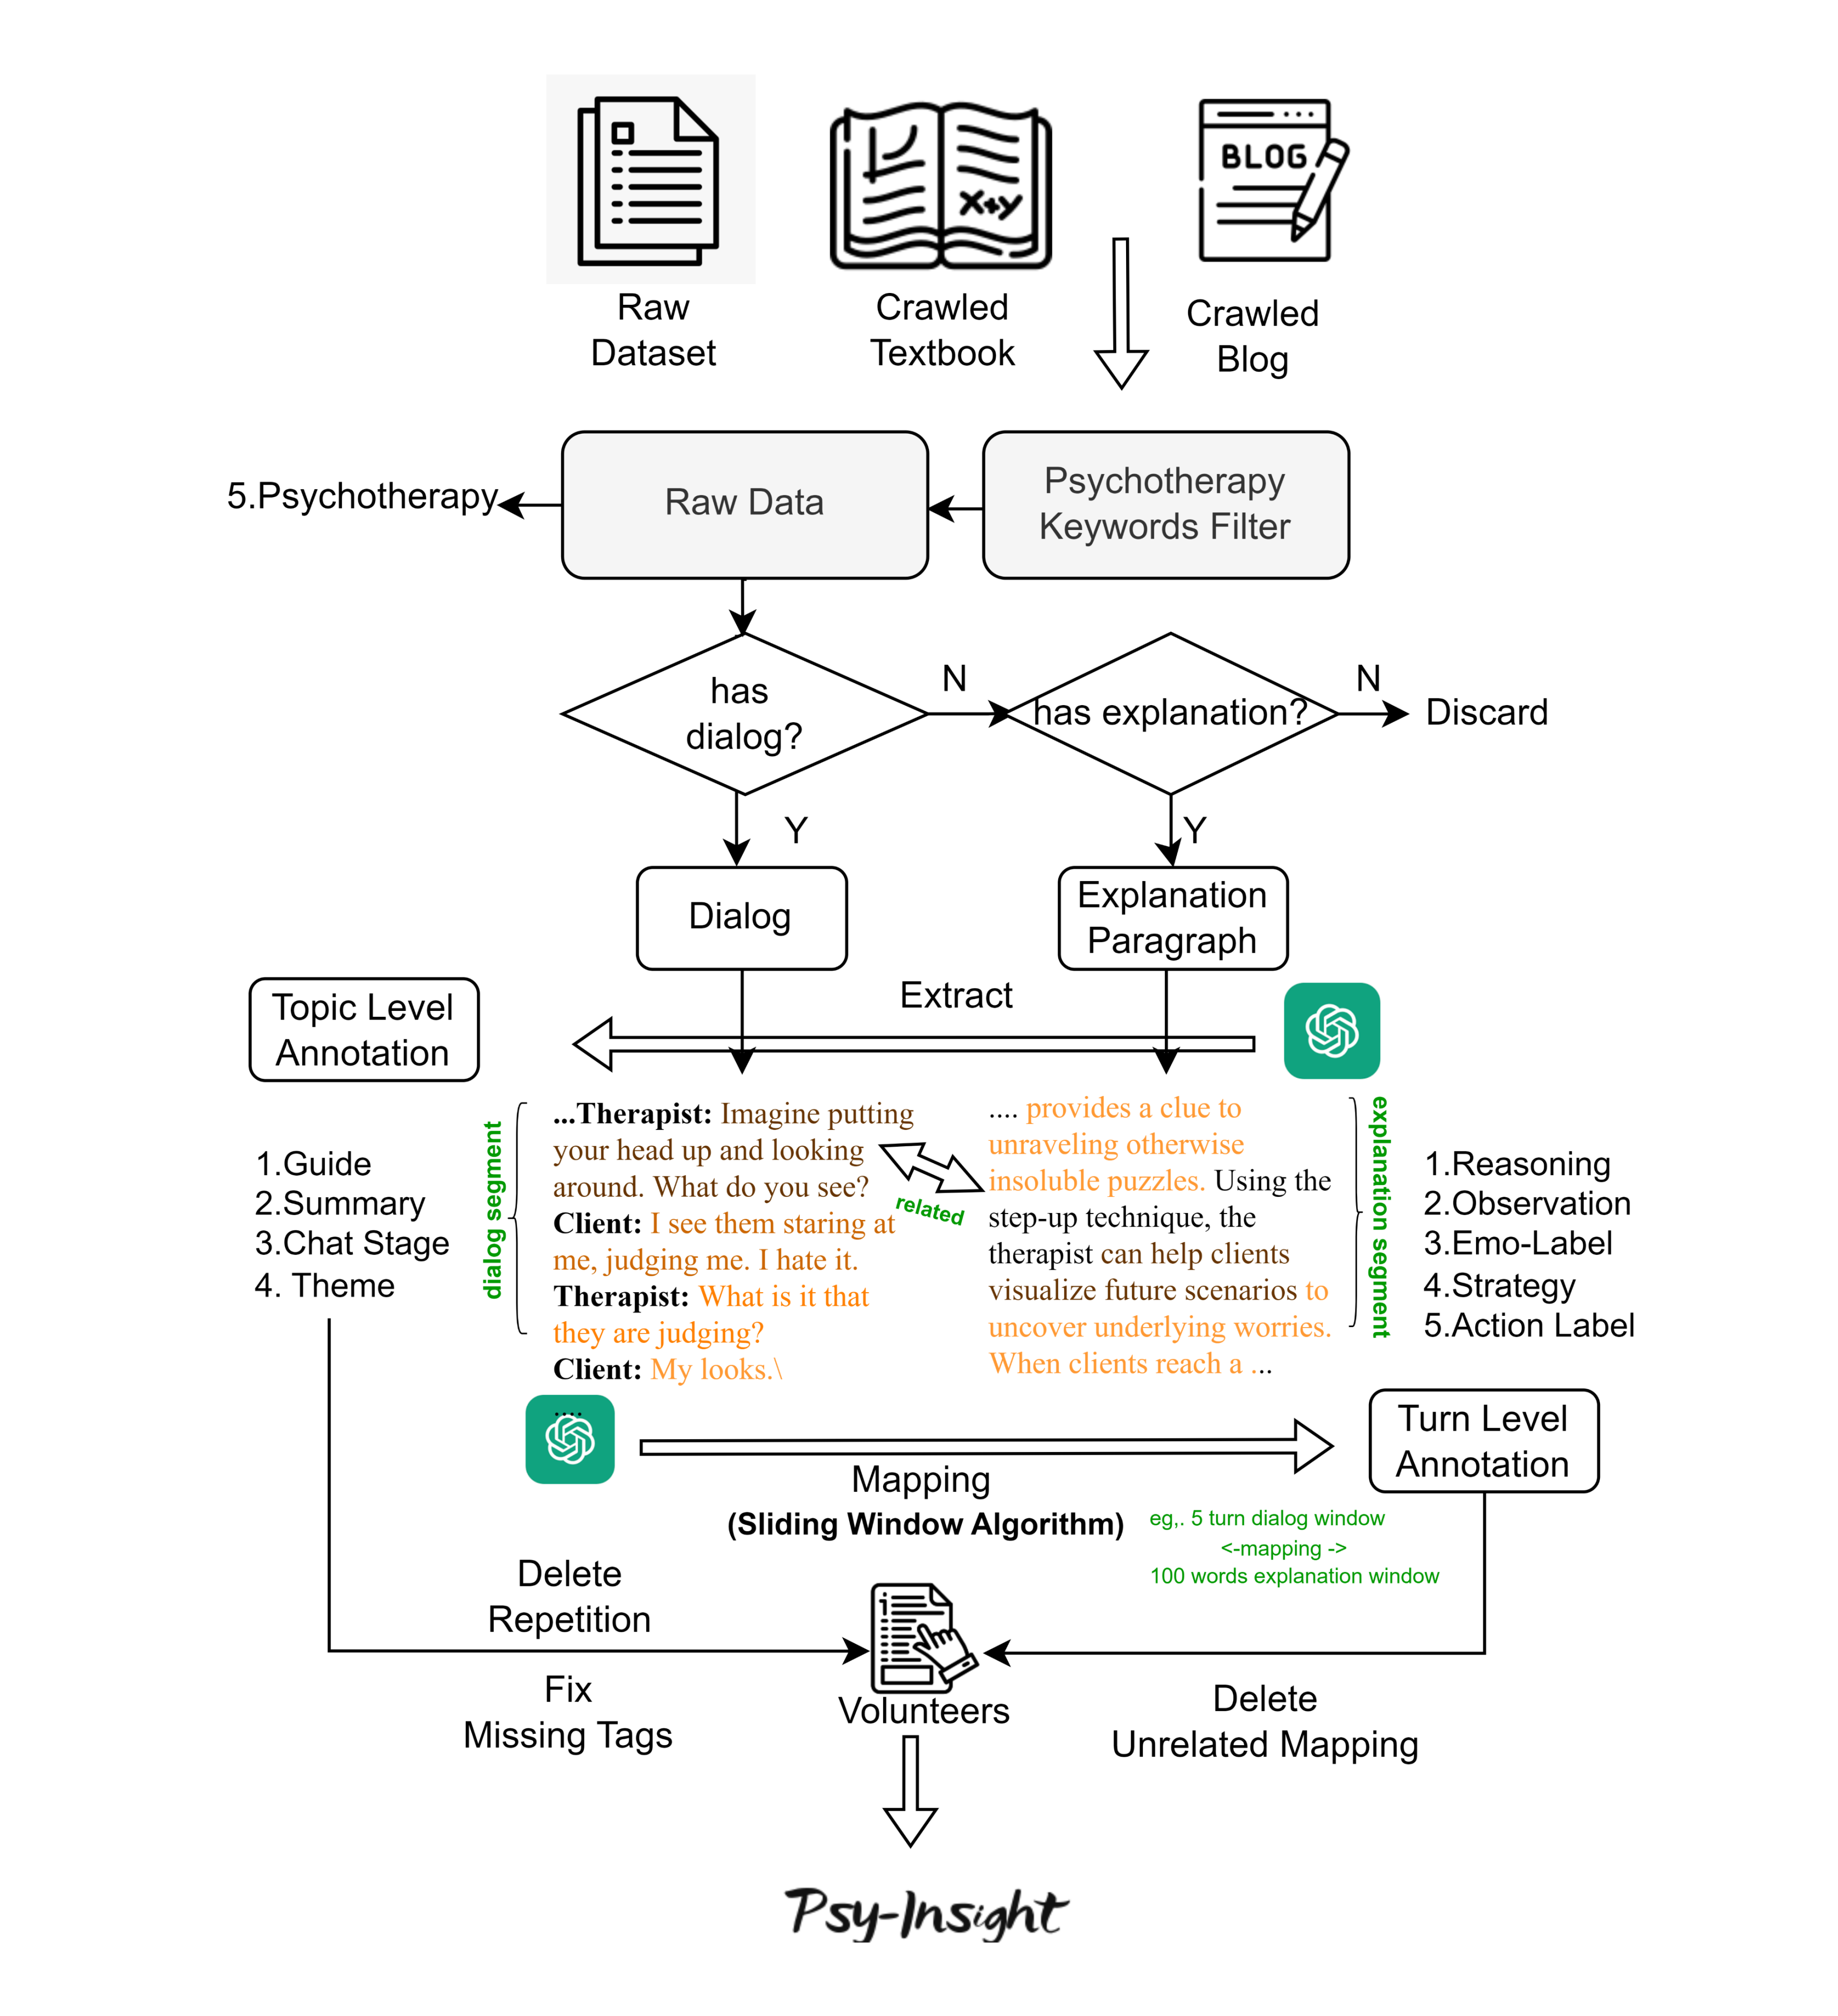 BLOG
X+y
Raw
Dataset
Crawled
Textbook
Crawled
Blog
5.Psychotherapy
Raw Data
Psychotherapy
Keywords Filter
has
dialog?
N
has explanation?
N
Discard
Y
Y
Dialog
Explanation
Paragraph
Topic Level
Annotation
Extract
1.Guide
2.Summary
3.Chat Stage
4. Theme
dialog segment
...Therapist: Imagine putting
your head up and looking
around. What do you see?
Client: I see them staring at
me, judging me. I hate it.
Therapist: What is it that
they are judging?
Client: My looks.\
....
related
.... provides a clue to
unraveling otherwise
insoluble puzzles. Using the
step-up technique, the
therapist can help clients
visualize future scenarios to
uncover underlying worries.
When clients reach a ...
explanation segment
1.Reasoning
2.Observation
3.Emo-Label
4.Strategy
5.Action Label
Turn Level
Annotation
Mapping
(Sliding Window Algorithm)
eg,. 5 turn dialog window
<-mapping ->
100 words explanation window
Delete
Repetition
Fix
Missing Tags
Volunteers
Delete
Unrelated Mapping
Psy-Insight